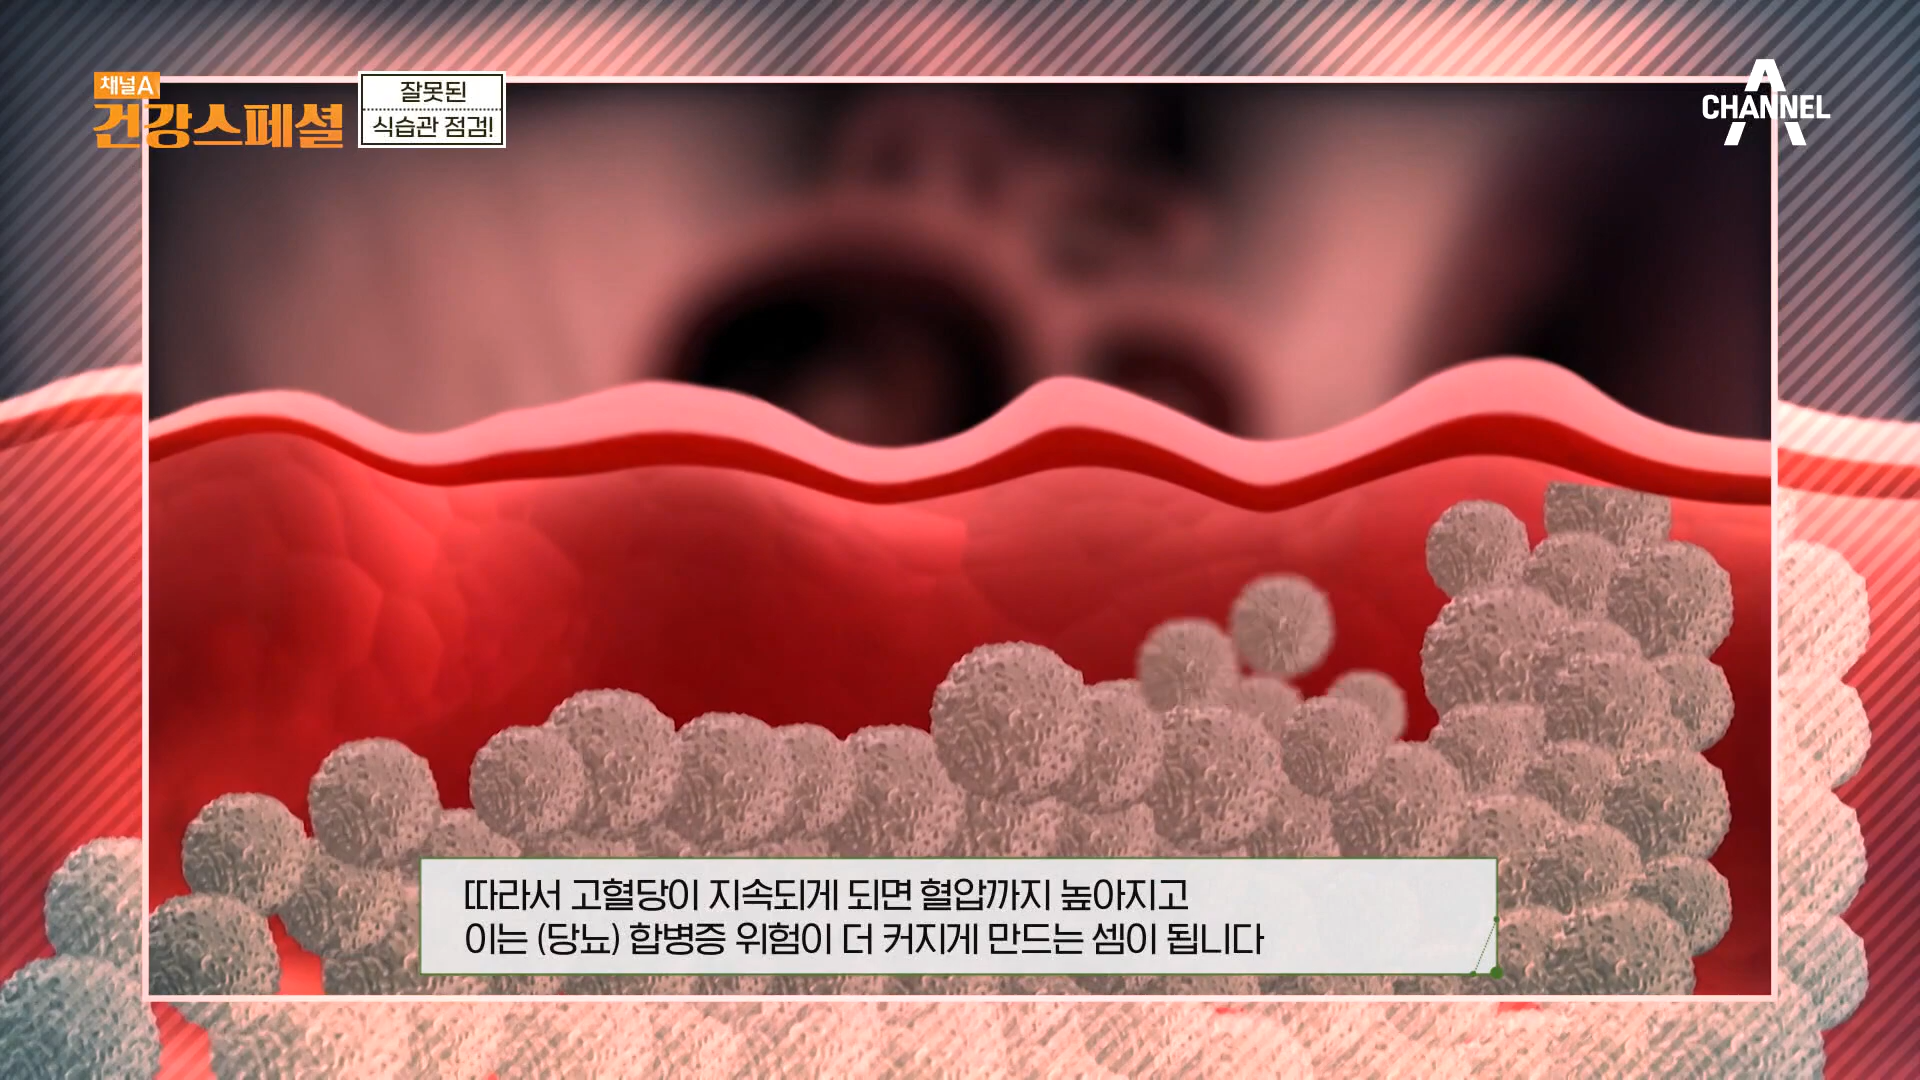 채널A
건강스페셜
잘못된
식습관 점검!
CHANNEL A
따라서 고혈당이 지속되게 되면 혈압까지 높아지고
이는 (당뇨) 합병증 위험이 더 커지게 만드는 셈이 됩니다